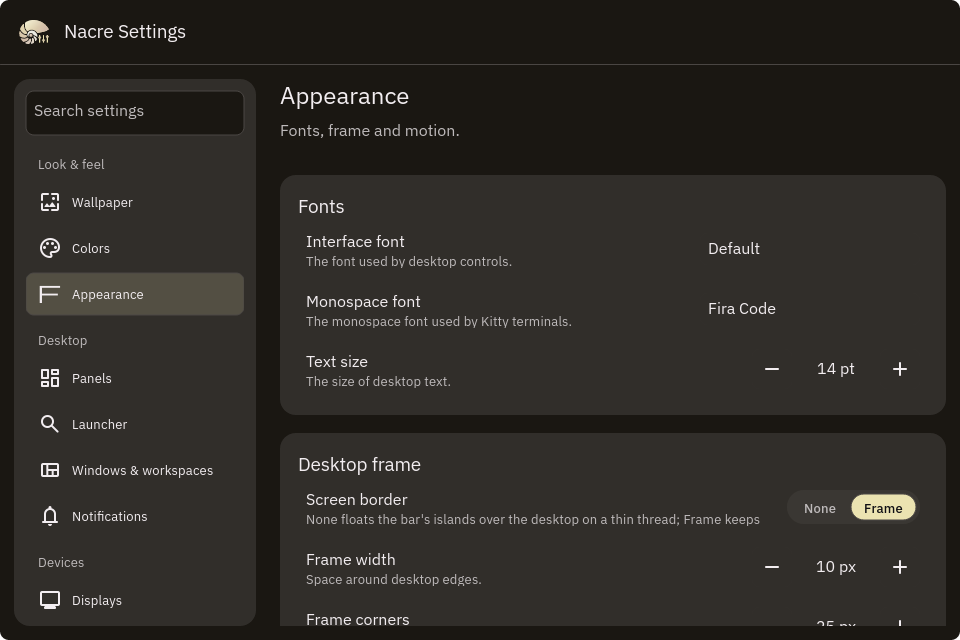 Nacre Settings
Search settings
Look & feel
Wallpaper
Colors
Appearance
Desktop
Panels
Launcher
Windows & workspaces
Notifications
Devices
Displays
Appearance
Fonts, frame and motion.
Fonts
Interface font
The font used by desktop controls.
Default
Monospace font
The monospace font used by Kitty terminals.
Fira Code
Text size
The size of desktop text.
14 pt
Desktop frame
Screen border
None floats the bar's islands over the desktop on a thin thread; Frame keeps
None
Frame
Frame width
Space around desktop edges.
10 px
Frame corners
25 px